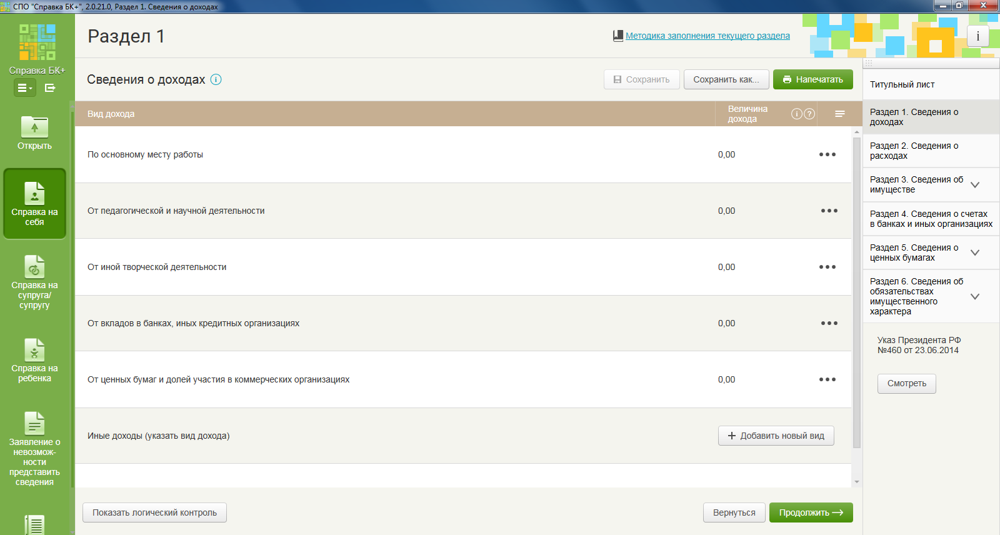 СПО "Справка БК+", 2.0.21.0, Раздел 1. Сведения о доходах
Справка БК+
Открыть
Справка на
себя
Справка на
супруга/
супругу
Справка на
ребенка
Заявление о
невозмож-
ности
представить
сведения
Раздел 1
Методика заполнения текущего раздела
i
Сведения о доходах i
Сохранить
Сохранить как...
Напечатать
Вид дохода
Величина
дохода
i ?
По основному месту работы 0,00
От педагогической и научной деятельности 0,00
От иной творческой деятельности 0,00
От вкладов в банках, иных кредитных организациях 0,00
От ценных бумаг и долей участия в коммерческих организациях 0,00
Иные доходы (указать вид дохода) + Добавить новый вид
Показать логический контроль
Вернуться
Продолжить
Титульный лист
Раздел 1. Сведения о
доходах
Раздел 2. Сведения о
расходах
Раздел 3. Сведения об
имуществе
Раздел 4. Сведения о счетах
в банках и иных организациях
Раздел 5. Сведения о
ценных бумагах
Раздел 6. Сведения об
обязательствах
имущественного
характера
Указ Президента РФ
№460 от 23.06.2014
Смотреть